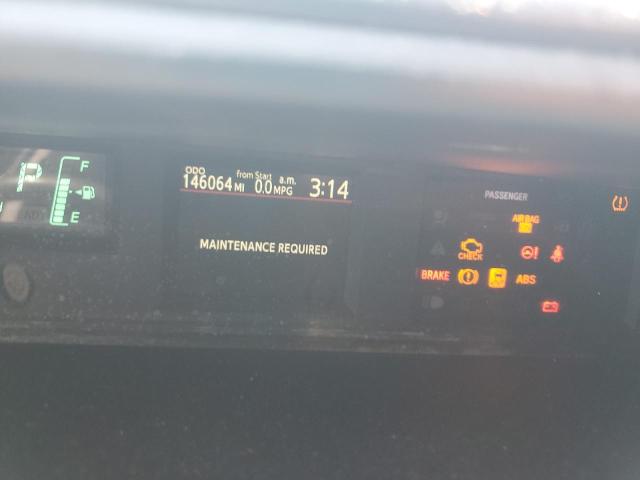 P
F
E
ODO
146064 MI
from Start
0.0 MPG
a.m.
3:14
MAINTENANCE REQUIRED
PASSENGER
AIR BAG
CHECK
BRAKE
ABS